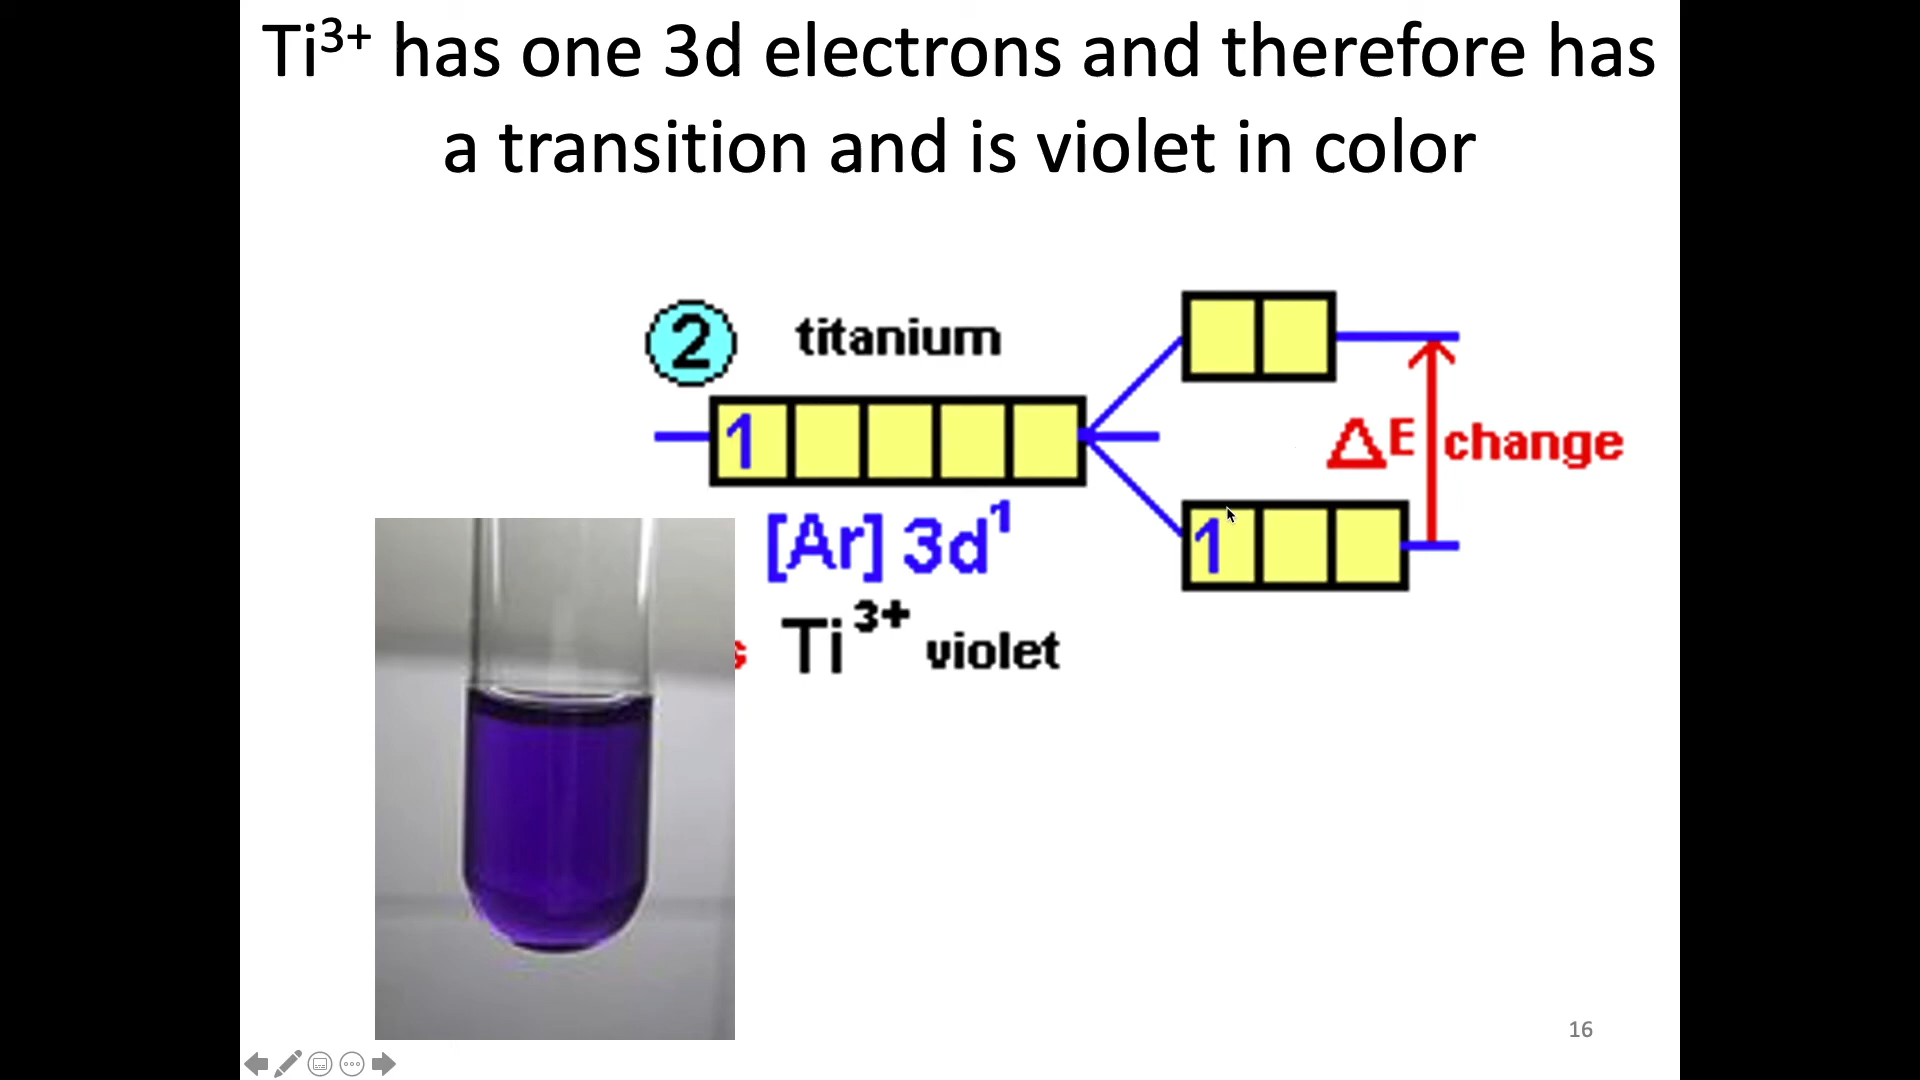 Ti³⁺ has one 3d electrons and therefore has
a transition and is violet in color
2 titanium
1
ΔE change
1
[Ar] 3d¹
s Ti³⁺ violet
16